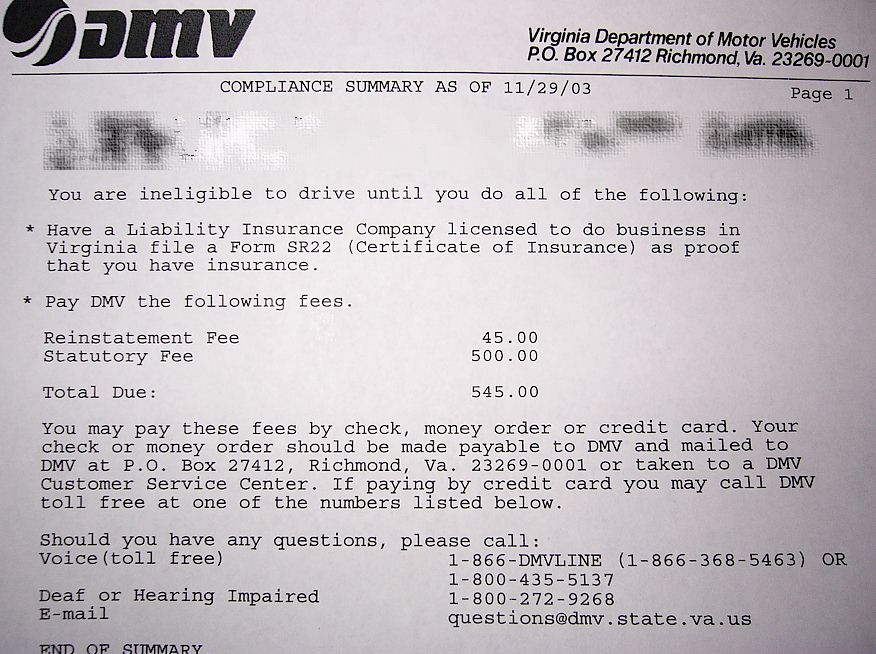 DMV
Virginia Department of Motor Vehicles
P.O. Box 27412 Richmond, Va. 23269-0001
COMPLIANCE SUMMARY AS OF 11/29/03
Page 1
You are ineligible to drive until you do all of the following:
* Have a Liability Insurance Company licensed to do business in
Virginia file a Form SR22 (Certificate of Insurance) as proof
that you have insurance.
* Pay DMV the following fees.
Reinstatement Fee 45.00
Statutory Fee 500.00
Total Due: 545.00
You may pay these fees by check, money order or credit card. Your
check or money order should be made payable to DMV and mailed to
DMV at P.O. Box 27412, Richmond, Va. 23269-0001 or taken to a DMV
Customer Service Center. If paying by credit card you may call DMV
toll free at one of the numbers listed below.
Should you have any questions, please call:
Voice(toll free) 1-866-DMVLINE (1-866-368-5463) OR
1-800-435-5137
Deaf or Hearing Impaired 1-800-272-9268
E-mail questions@dmv.state.va.us
END OF SUMMARY